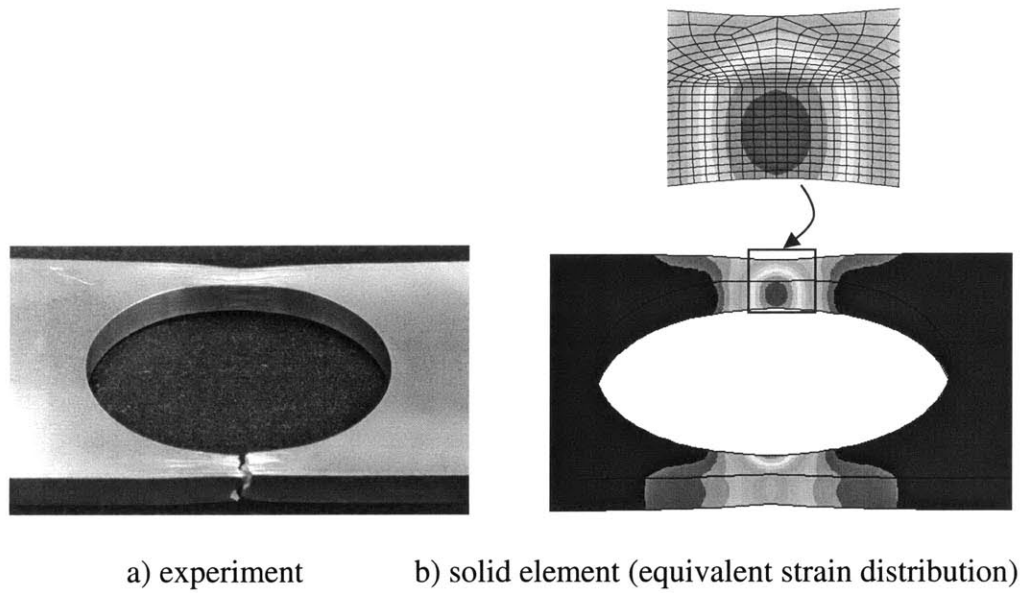 a) experiment
b) solid element (equivalent strain distribution)